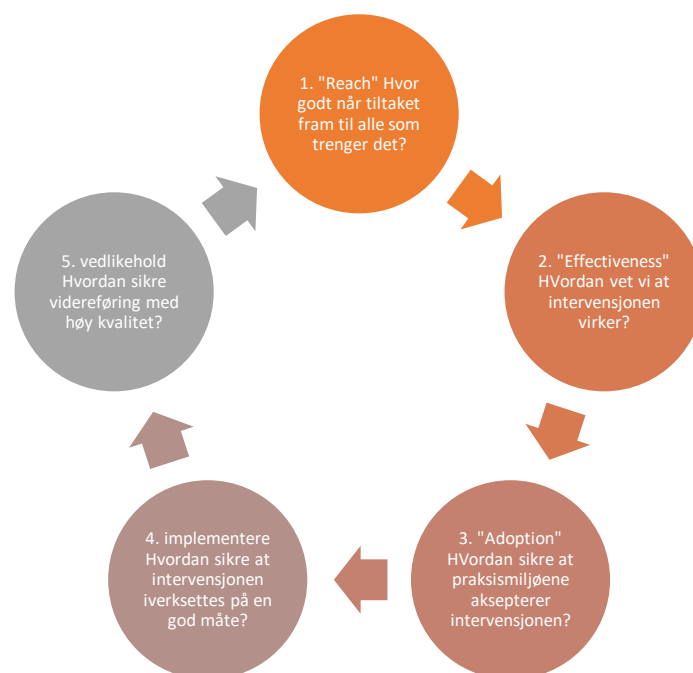 1. "Reach" Hvor
godt når tiltaket
fram til alle som
trenger det?
2. "Effectiveness"
HVordan vet vi at
intervensjonen
virker?
3. "Adoption"
HVordan sikre at
praksismiljøene
aksepterer
intervensjonen?
4. implementere
Hvordan sikre at
intervensjonen
iverksettes på en
god måte?
5. vedlikehold
Hvordan sikre
videreføring med
høy kvalitet?